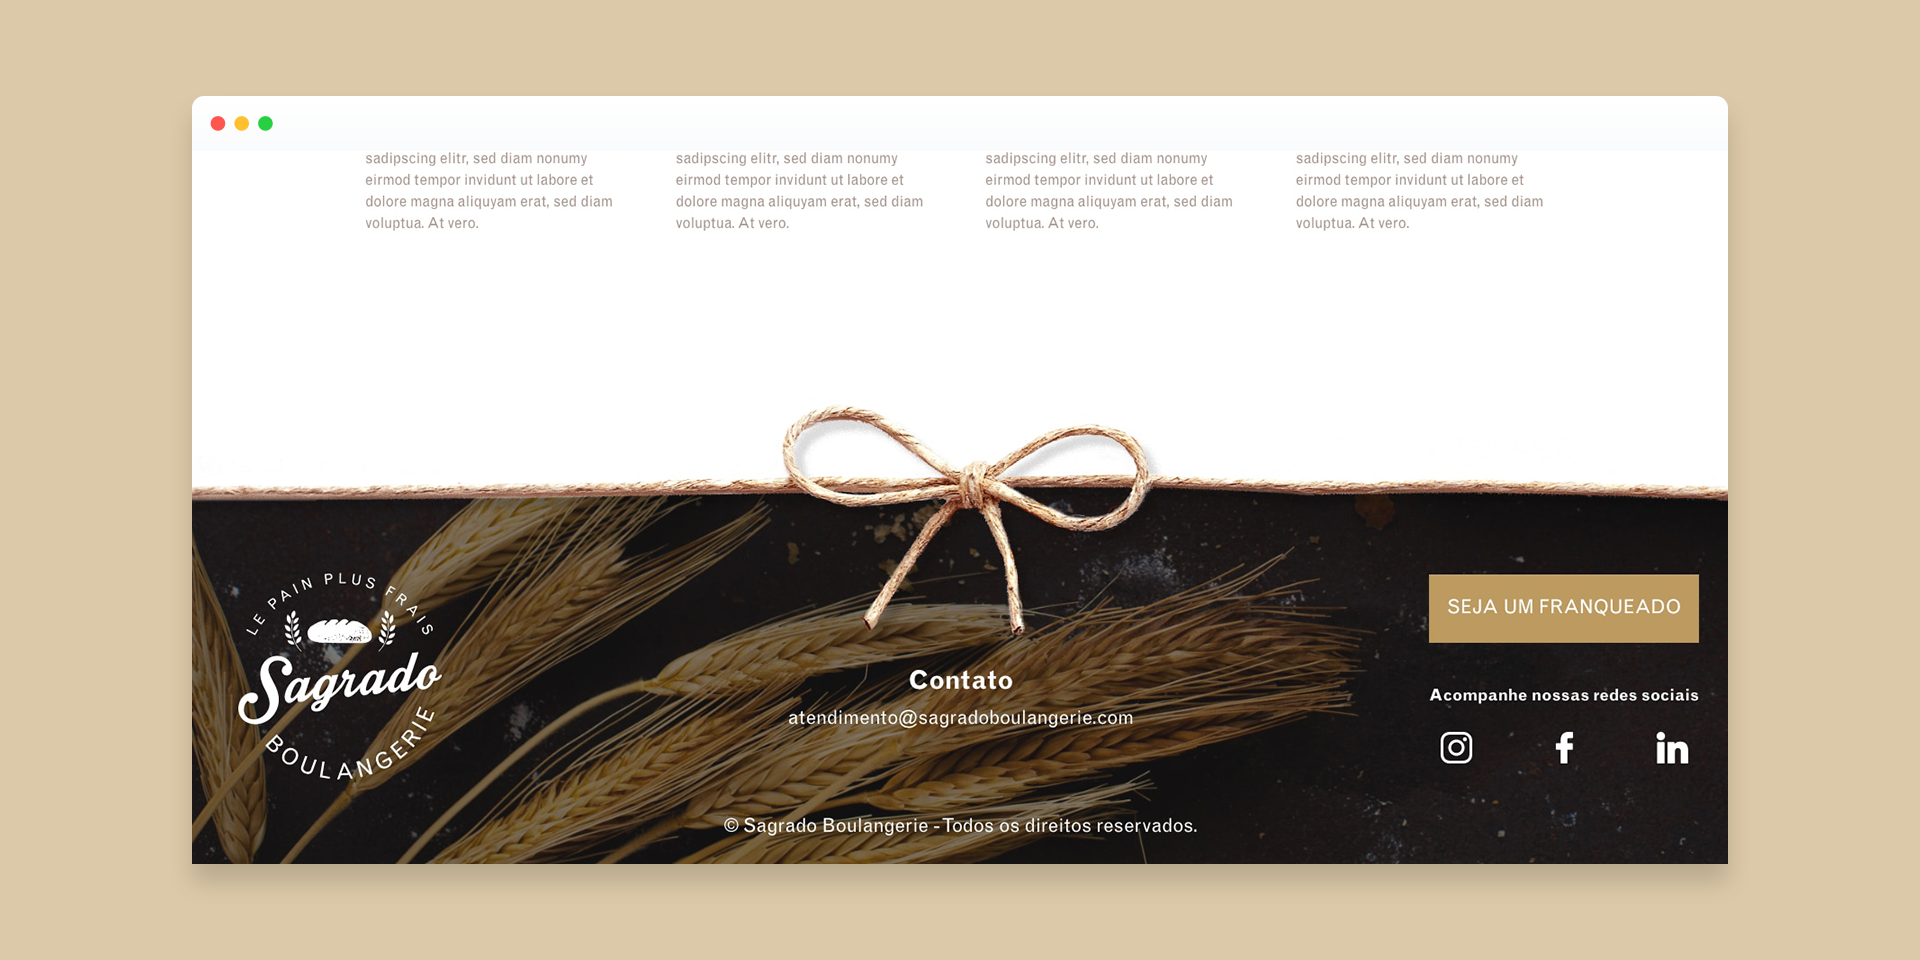 sadipscing elitr, sed diam nonumy
eirmod tempor invidunt ut labore et
dolore magna aliquyam erat, sed diam
voluptua. At vero.
sadipscing elitr, sed diam nonumy
eirmod tempor invidunt ut labore et
dolore magna aliquyam erat, sed diam
voluptua. At vero.
sadipscing elitr, sed diam nonumy
eirmod tempor invidunt ut labore et
dolore magna aliquyam erat, sed diam
voluptua. At vero.
sadipscing elitr, sed diam nonumy
eirmod tempor invidunt ut labore et
dolore magna aliquyam erat, sed diam
voluptua. At vero.
LE PAIN PLUS FRAIS
Sagrado
BOULANGERIE
Contato
atendimento@sagradoboulangerie.com
© Sagrado Boulangerie - Todos os direitos reservados.
SEJA UM FRANQUEADO
Acompanhe nossas redes sociais